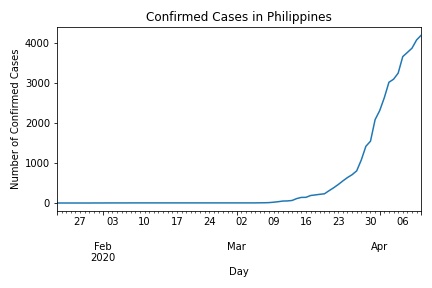 Confirmed Cases in Philippines
Number of Confirmed Cases
4000
3000
2000
1000
0
27 03 10 17 24 02 09 16 23 30 06
Feb Mar Apr
2020
Day